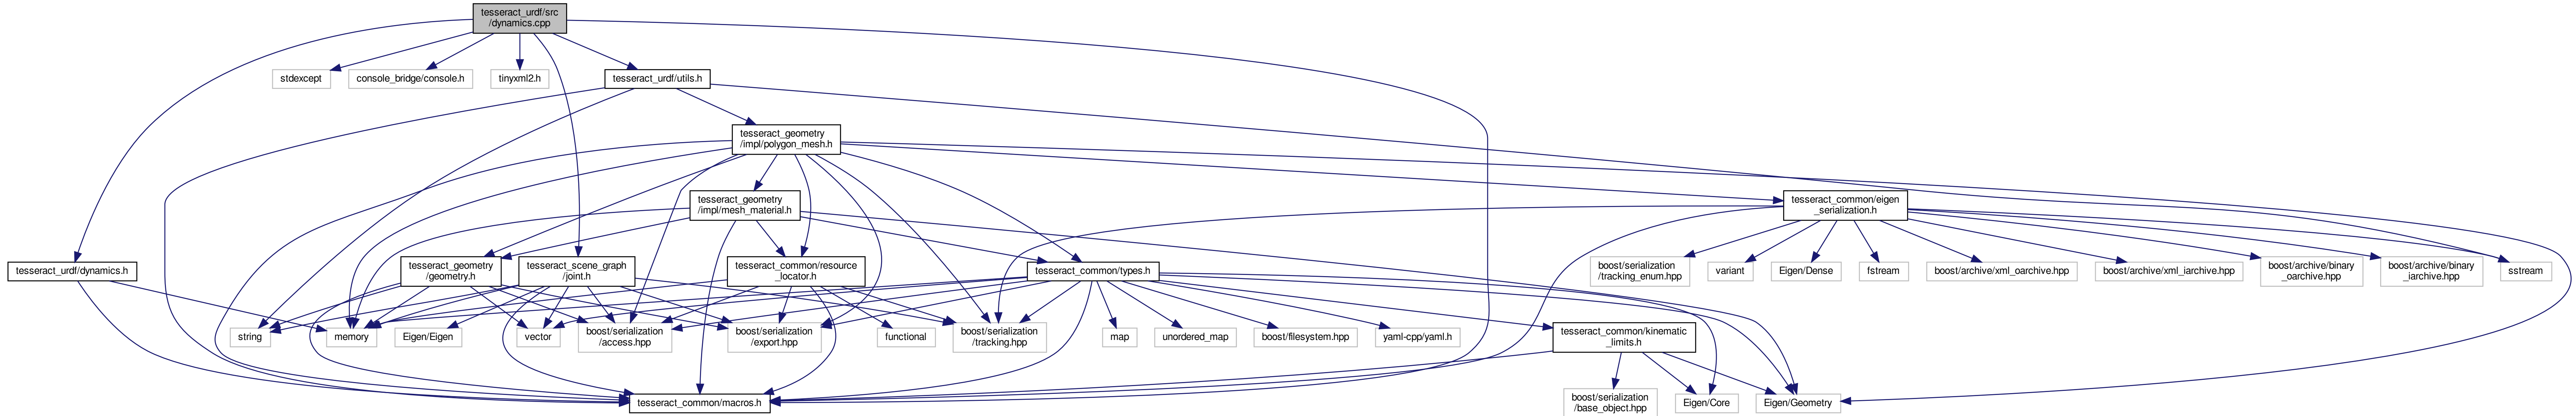 tesseract_urdf/src
/dynamics.cpp
stdexcept
console_bridge/console.h
tinyxml2.h
tesseract_urdf/utils.h
tesseract_geometry
/impl/polygon_mesh.h
tesseract_geometry
/impl/mesh_material.h
tesseract_common/eigen
_serialization.h
tesseract_urdf/dynamics.h
tesseract_geometry
/geometry.h
tesseract_scene_graph
/joint.h
tesseract_common/resource
_locator.h
tesseract_common/types.h
boost/serialization
/tracking_enum.hpp
variant
Eigen/Dense
fstream
boost/archive/xml_oarchive.hpp
boost/archive/xml_iarchive.hpp
boost/archive/binary
_oarchive.hpp
boost/archive/binary
_iarchive.hpp
sstream
string
memory
Eigen/Eigen
vector
boost/serialization
/access.hpp
boost/serialization
/export.hpp
functional
boost/serialization
/tracking.hpp
map
unordered_map
boost/filesystem.hpp
yaml-cpp/yaml.h
tesseract_common/kinematic
_limits.h
tesseract_common/macros.h
boost/serialization
/base_object.hpp
Eigen/Core
Eigen/Geometry